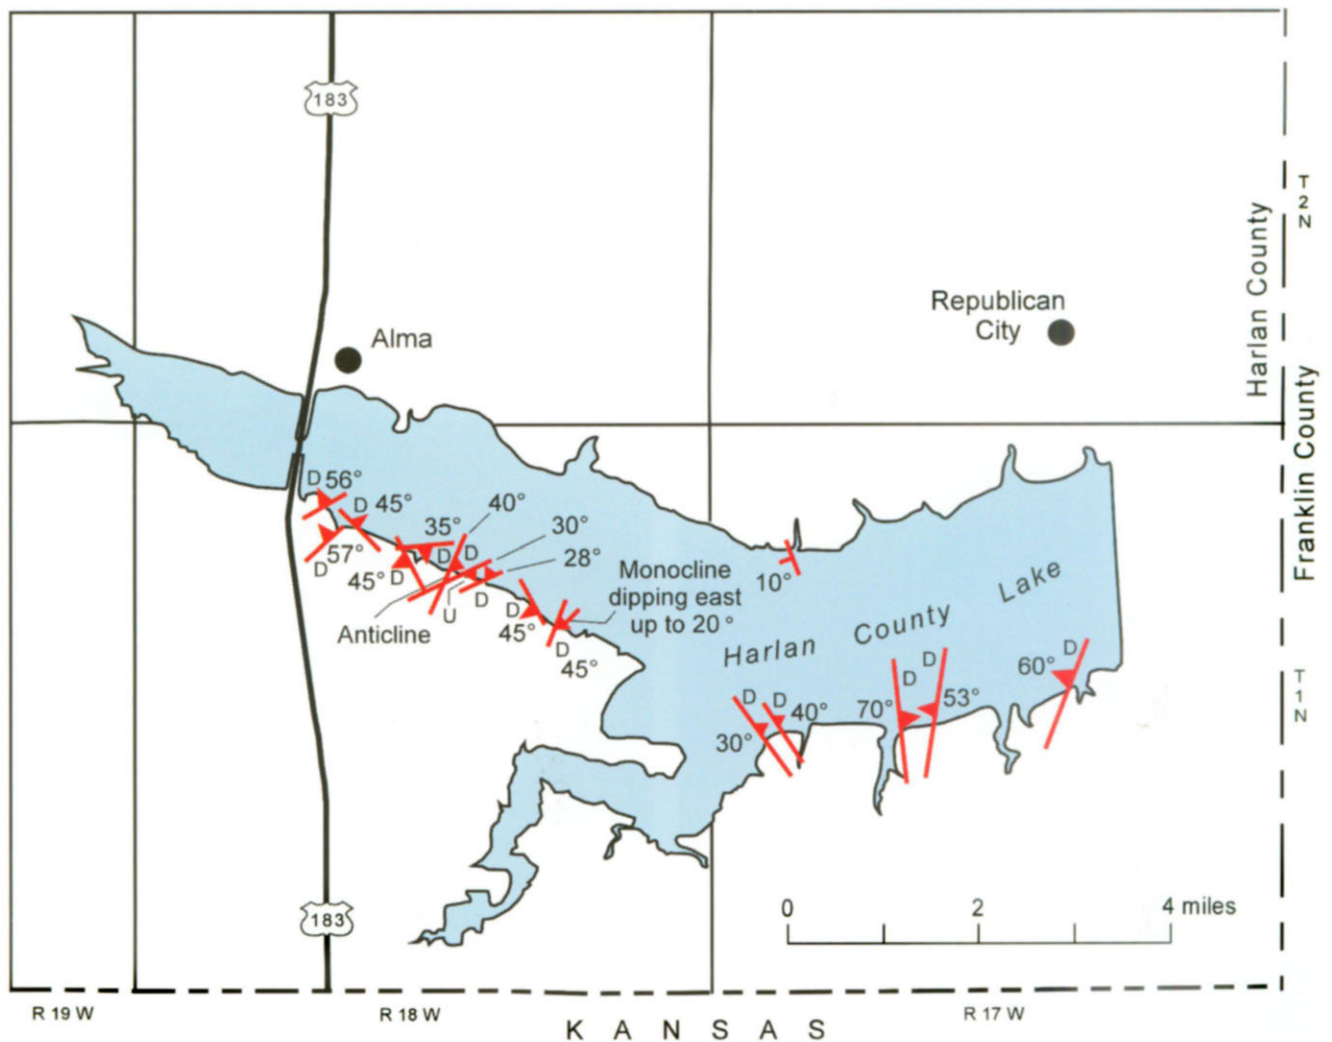 183
T
2
N
Harlan County
Republican
City
Alma
Franklin County
D 56°
D 45°
40°
35°
30°
28°
57°
D
45°
D
D
D
Anticline
U
D
Monocline
dipping east
up to 20°
D
45°
D
45°
10°
Harlan County Lake
D
D
40°
30°
D
D
70°
53°
60°
D
T
1
N
183
0 2 4 miles
R 19 W
R 18 W
R 17 W
KANSAS